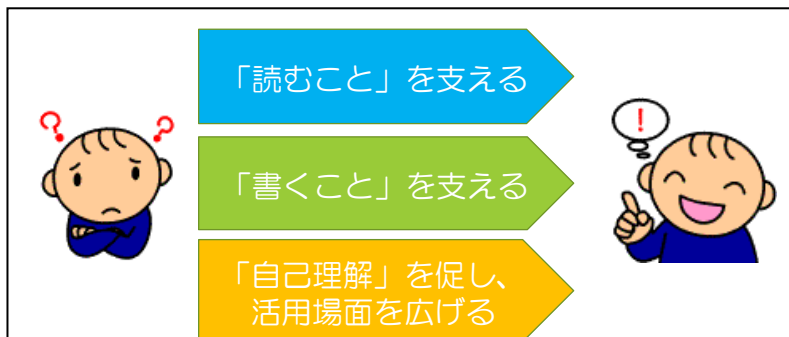 「読むこと」を支える
? ?
!
「書くこと」を支える
「自己理解」を促し、
活用場面を広げる